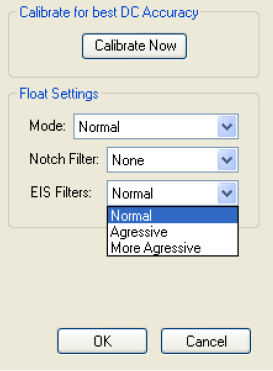 Calibrate for best DC Accuracy
Calibrate Now
Float Settings
Mode: Normal
Notch Filter: None
EIS Filters: Normal
Normal
Agressive
More Agressive
OK Cancel